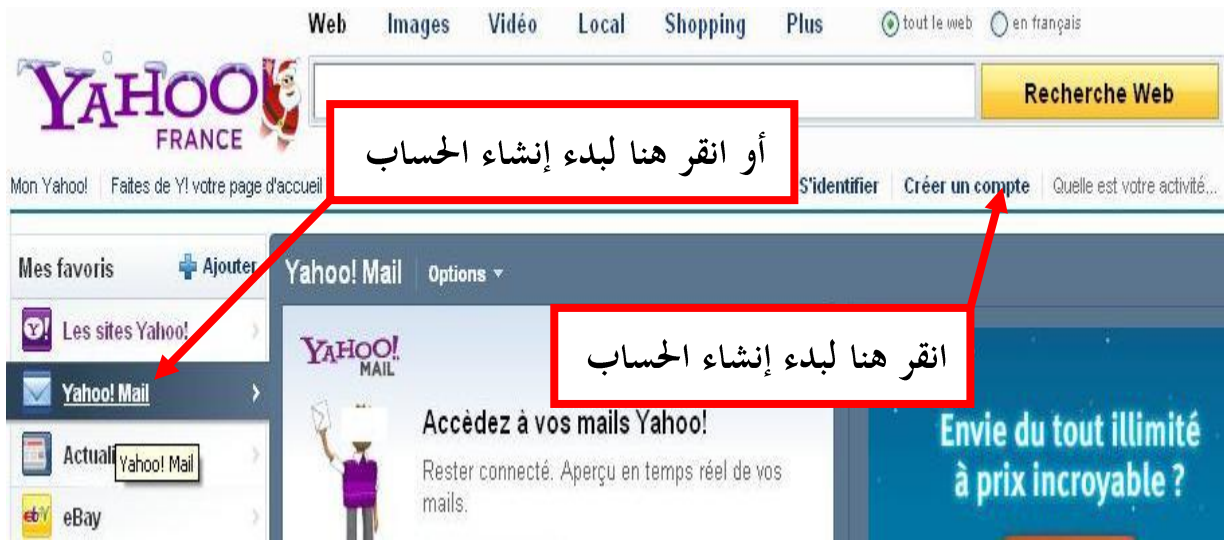 Web Images Vidéo Local Shopping Plus tout le web en français
YAHOO!
FRANCE
Recherche Web
أو انقر هنا لبدء إنشاء الحساب
Mon Yahoo! Faites de Y! votre page d'accueil S'identifier Créer un compte Quelle est votre activité...
Mes favoris Ajouter
Yahoo! Mail Options
Les sites Yahoo!
YAHOO!
MAIL
انقر هنا لبدء إنشاء الحساب
Yahoo! Mail
Accèdez à vos mails Yahoo!
Envie du tout illimité
à prix incroyable ?
Actuali
Yahoo! Mail
Rester connecté. Aperçu en temps réel de vos
mails.
eBay